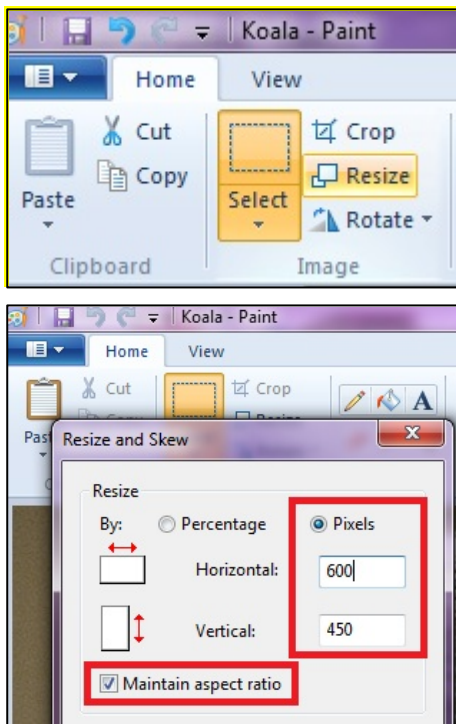 Koala - Paint
Home View
Cut
Copy
Paste
Select
Crop
Resize
Rotate
Clipboard
Image
Koala - Paint
Home View
Cut
Crop
A
Resize and Skew
Resize
By: Percentage Pixels
Horizontal: 600
Vertical: 450
Maintain aspect ratio